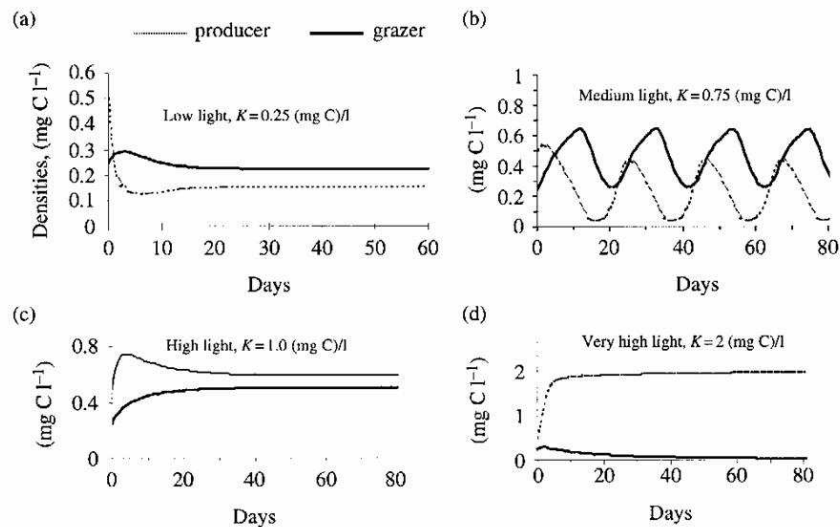 (a)
producer
grazer
Densities, (mg C l⁻¹)
0.6
0.5
0.4
0.3
0.2
0.1
0
Low light, K = 0.25 (mg C)/l
0 10 20 30 40 50 60
Days
(b)
(mg C l⁻¹)
1
0.8
0.6
0.4
0.2
0
Medium light, K = 0.75 (mg C)/l
0 20 40 60 80
Days
(c)
(mg C l⁻¹)
0.8
0.4
0
High light, K = 1.0 (mg C)/l
0 20 40 60 80
Days
(d)
(mg C l⁻¹)
2
1
0
Very high light, K = 2 (mg C)/l
0 10 20 30 40 50 60 70 80
Days